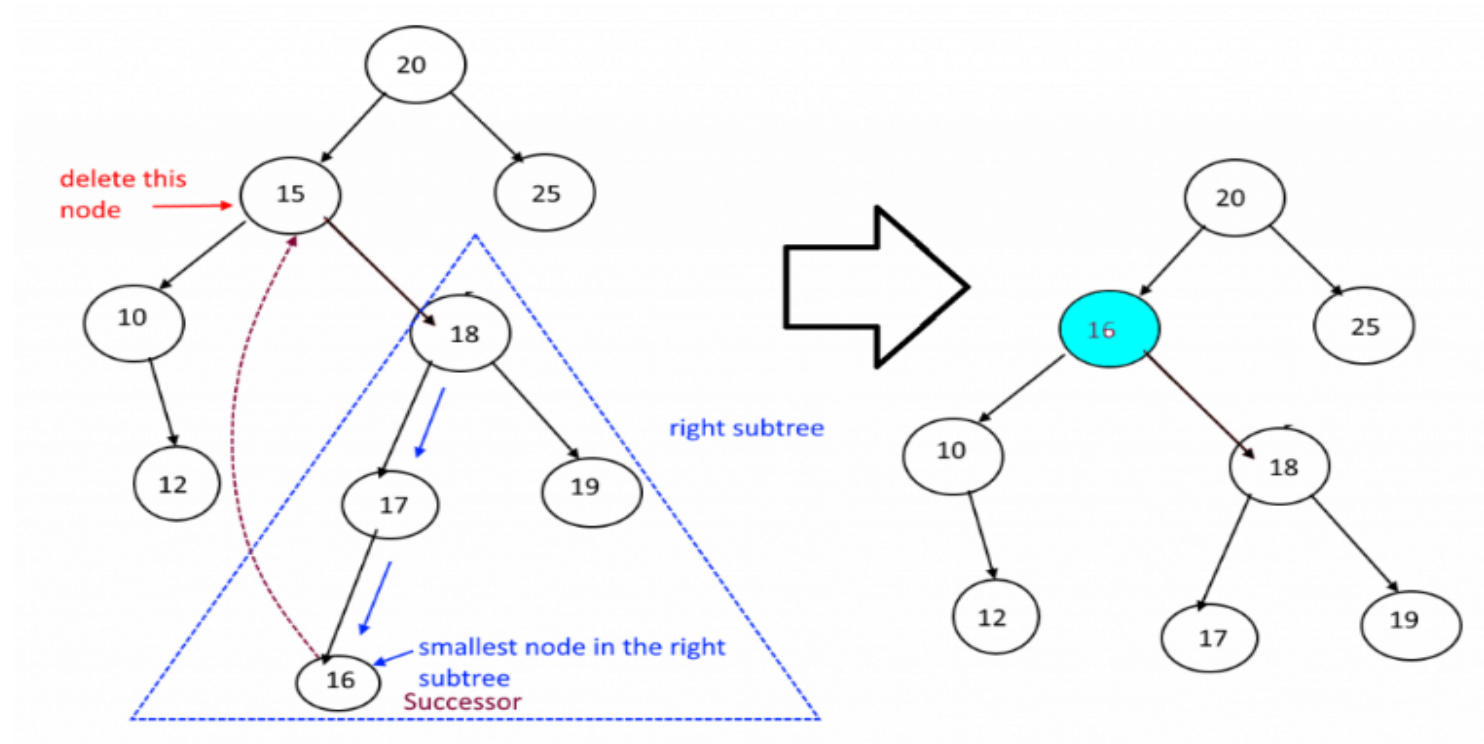 20
delete this
node
15
25
10
18
12
17
19
right subtree
smallest node in the right
subtree
16
Successor
20
16
25
10
18
12
17
19